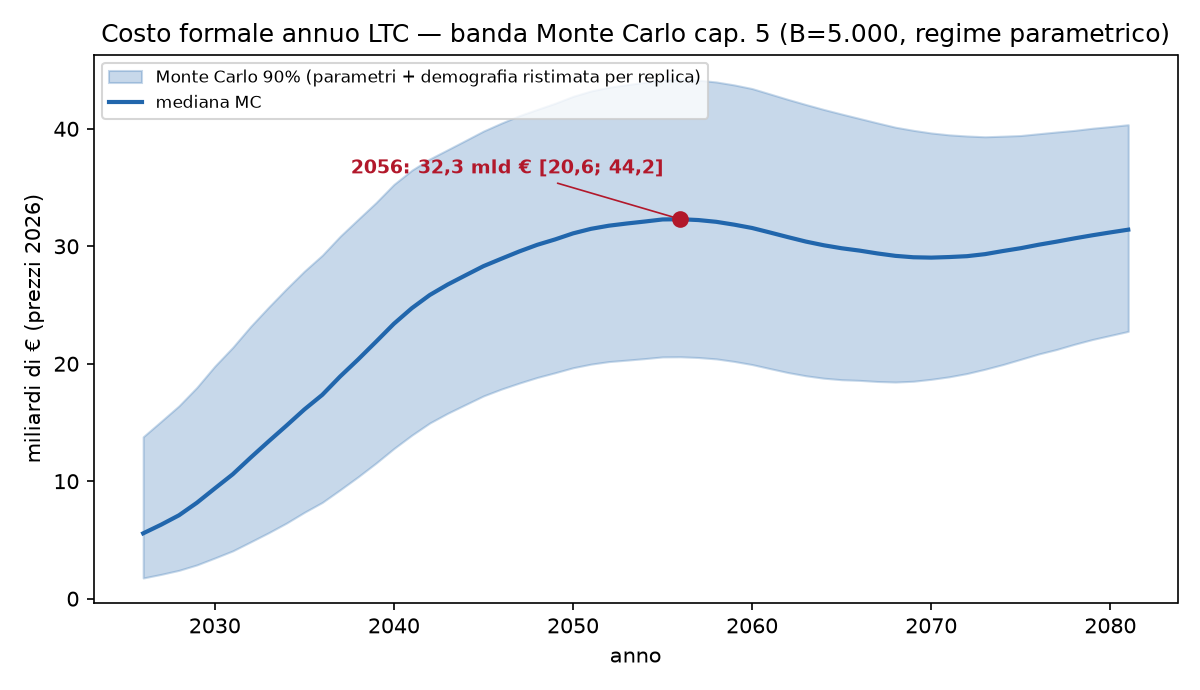 Costo formale annuo LTC — banda Monte Carlo cap. 5 (B=5.000, regime parametrico)
Monte Carlo 90% (parametri + demografia ristimata per replica)
mediana MC
2056: 32,3 mld € [20,6; 44,2]
miliardi di € (prezzi 2026)
40
30
20
10
0
2030 2040 2050 2060 2070 2080
anno